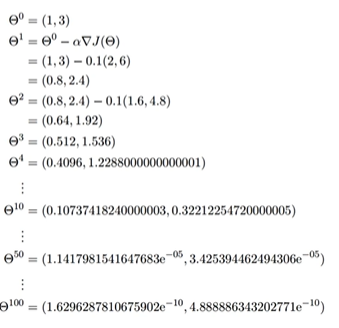 Θ⁰ = (1, 3)
Θ¹ = Θ⁰ − α∇J(Θ)
= (1, 3) − 0.1(2, 6)
= (0.8, 2.4)
Θ² = (0.8, 2.4) − 0.1(1.6, 4.8)
= (0.64, 1.92)
Θ³ = (0.512, 1.536)
Θ⁴ = (0.4096, 1.2288000000000001)
⋮
Θ¹⁰ = (0.10737418240000003, 0.32212254720000005)
⋮
Θ⁵⁰ = (1.1417981541647683e⁻⁰⁵, 3.425394462494306e⁻⁰⁵)
⋮
Θ¹⁰⁰ = (1.6296287810675902e⁻¹⁰, 4.888886343202771e⁻¹⁰)